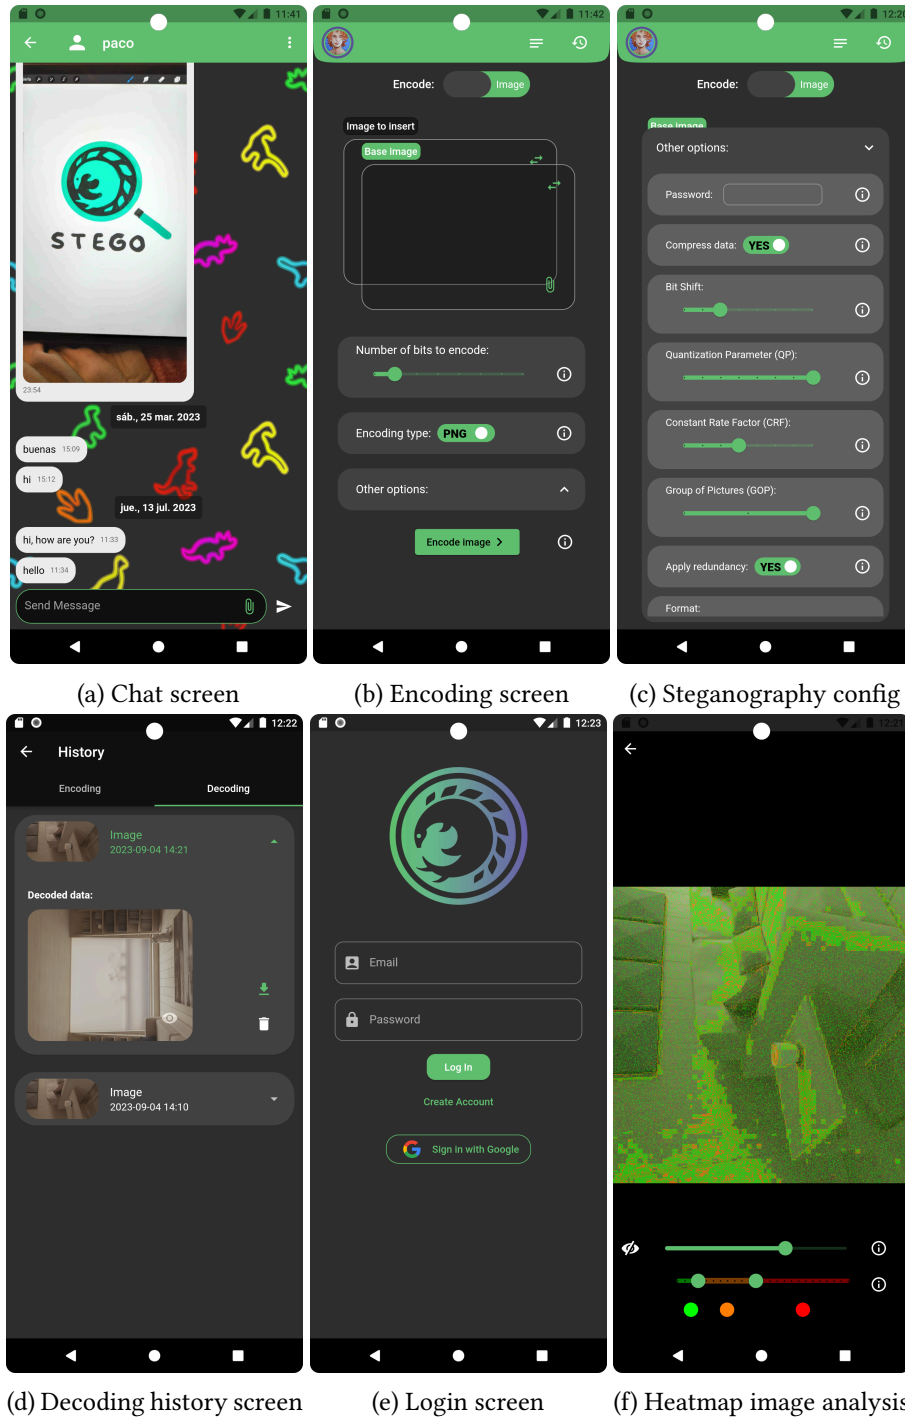 11:41
paco
STEGO
23:54
sáb., 25 mar. 2023
buenas 15:09
hi 15:12
jue., 13 jul. 2023
hi, how are you? 11:33
hello 11:34
Send Message
(a) Chat screen
11:42
Encode: Image
Image to insert
Base image
Number of bits to encode:
Encoding type: PNG
Other options:
Encode image
(b) Encoding screen
Encode: Image
Base image
Other options:
Password:
Compress data: YES
Bit Shift:
Quantization Parameter (QP):
Constant Rate Factor (CRF):
Group of Pictures (GOP):
Apply redundancy: YES
Format:
(c) Steganography config
12:22
History
Encoding Decoding
Image
2023-09-04 14:21
Decoded data:
Image
2023-09-04 14:10
(d) Decoding history screen
12:23
Email
Password
Log In
Create Account
Sign in with Google
(e) Login screen
12:21
(f) Heatmap image analysis